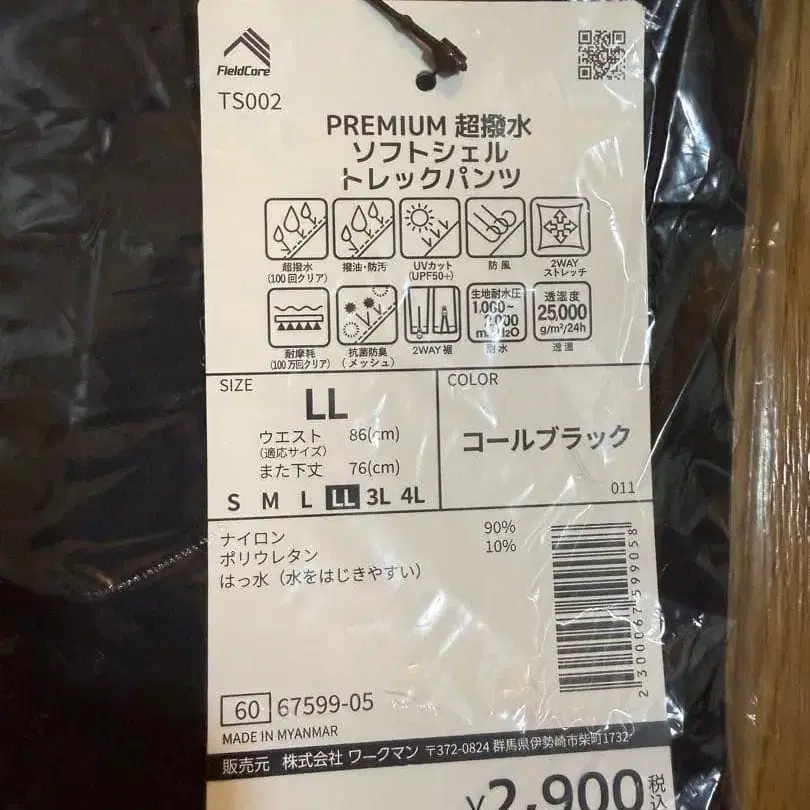 FieldCore
TS002
PREMIUM 超撥水
ソフトシェル
トレックパンツ
超撥水
(100回クリア)
撥油・防汚
UVカット
(UPF50+)
防風
2WAY
ストレッチ
耐摩耗
(100万回クリア)
抗菌防臭
(メッシュ)
2WAY 裾
生地耐水圧
1,000~
耐水
透湿度
25,000
g/m²/24h
透湿
SIZE
LL
ウエスト 86(cm)
(適応サイズ)
また下丈 76(cm)
S M L LL 3L 4L
COLOR
コールブラック
011
ナイロン 90%
ポリウレタン 10%
はっ水（水をはじきやすい）
2300067599058
60 67599-05
MADE IN MYANMAR
販売元 株式会社 ワークマン 〒372-0824 群馬県伊勢崎市柴町1732
¥2,900 税込